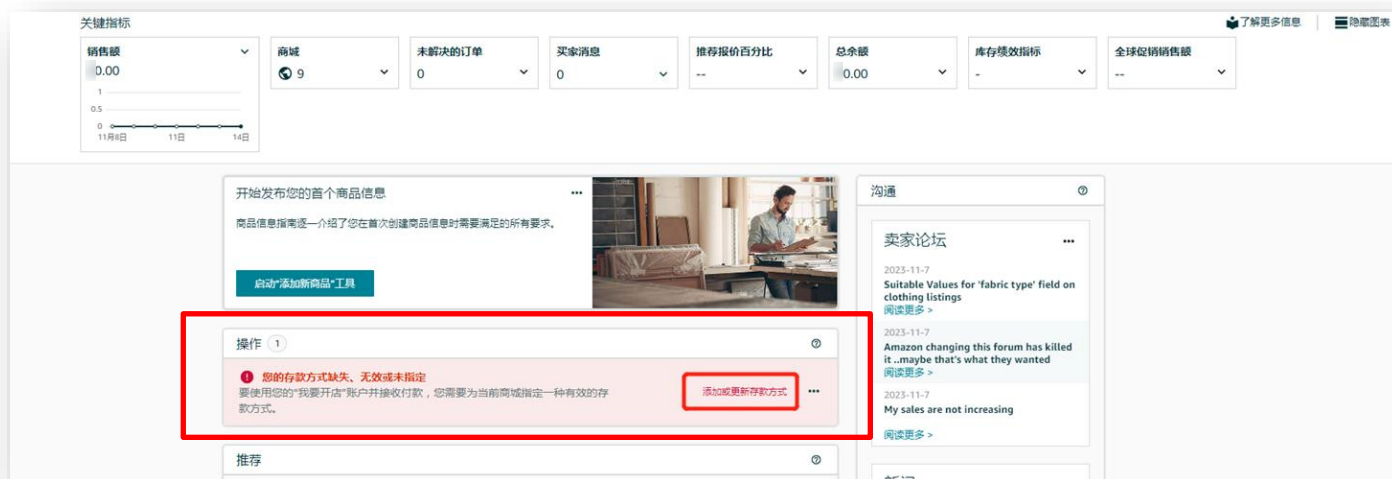 关键指标
了解更多信息
隐藏图表
销售额
0.00
1
0.5
0
11月8日
11日
14日
商城
9
未解决的订单
0
买家消息
0
推荐报价百分比
--
总余额
0.00
库存绩效指标
-
全球促销销售额
--
开始发布您的首个商品信息
商品信息指南逐一介绍了您在首次创建商品信息时需要满足的所有要求。
启动"添加新商品"工具
操作 1
您的存款方式缺失、无效或未指定
要使用您的"我要开店"账户并接收付款，您需要为当前商城指定一种有效的存
款方式。
添加或更新存款方式
推荐
沟通
卖家论坛
2023-11-7
Suitable Values for 'fabric type' field on
clothing listings
阅读更多 >
2023-11-7
Amazon changing this forum has killed
it ..maybe that's what they wanted
阅读更多 >
2023-11-7
My sales are not increasing
阅读更多 >